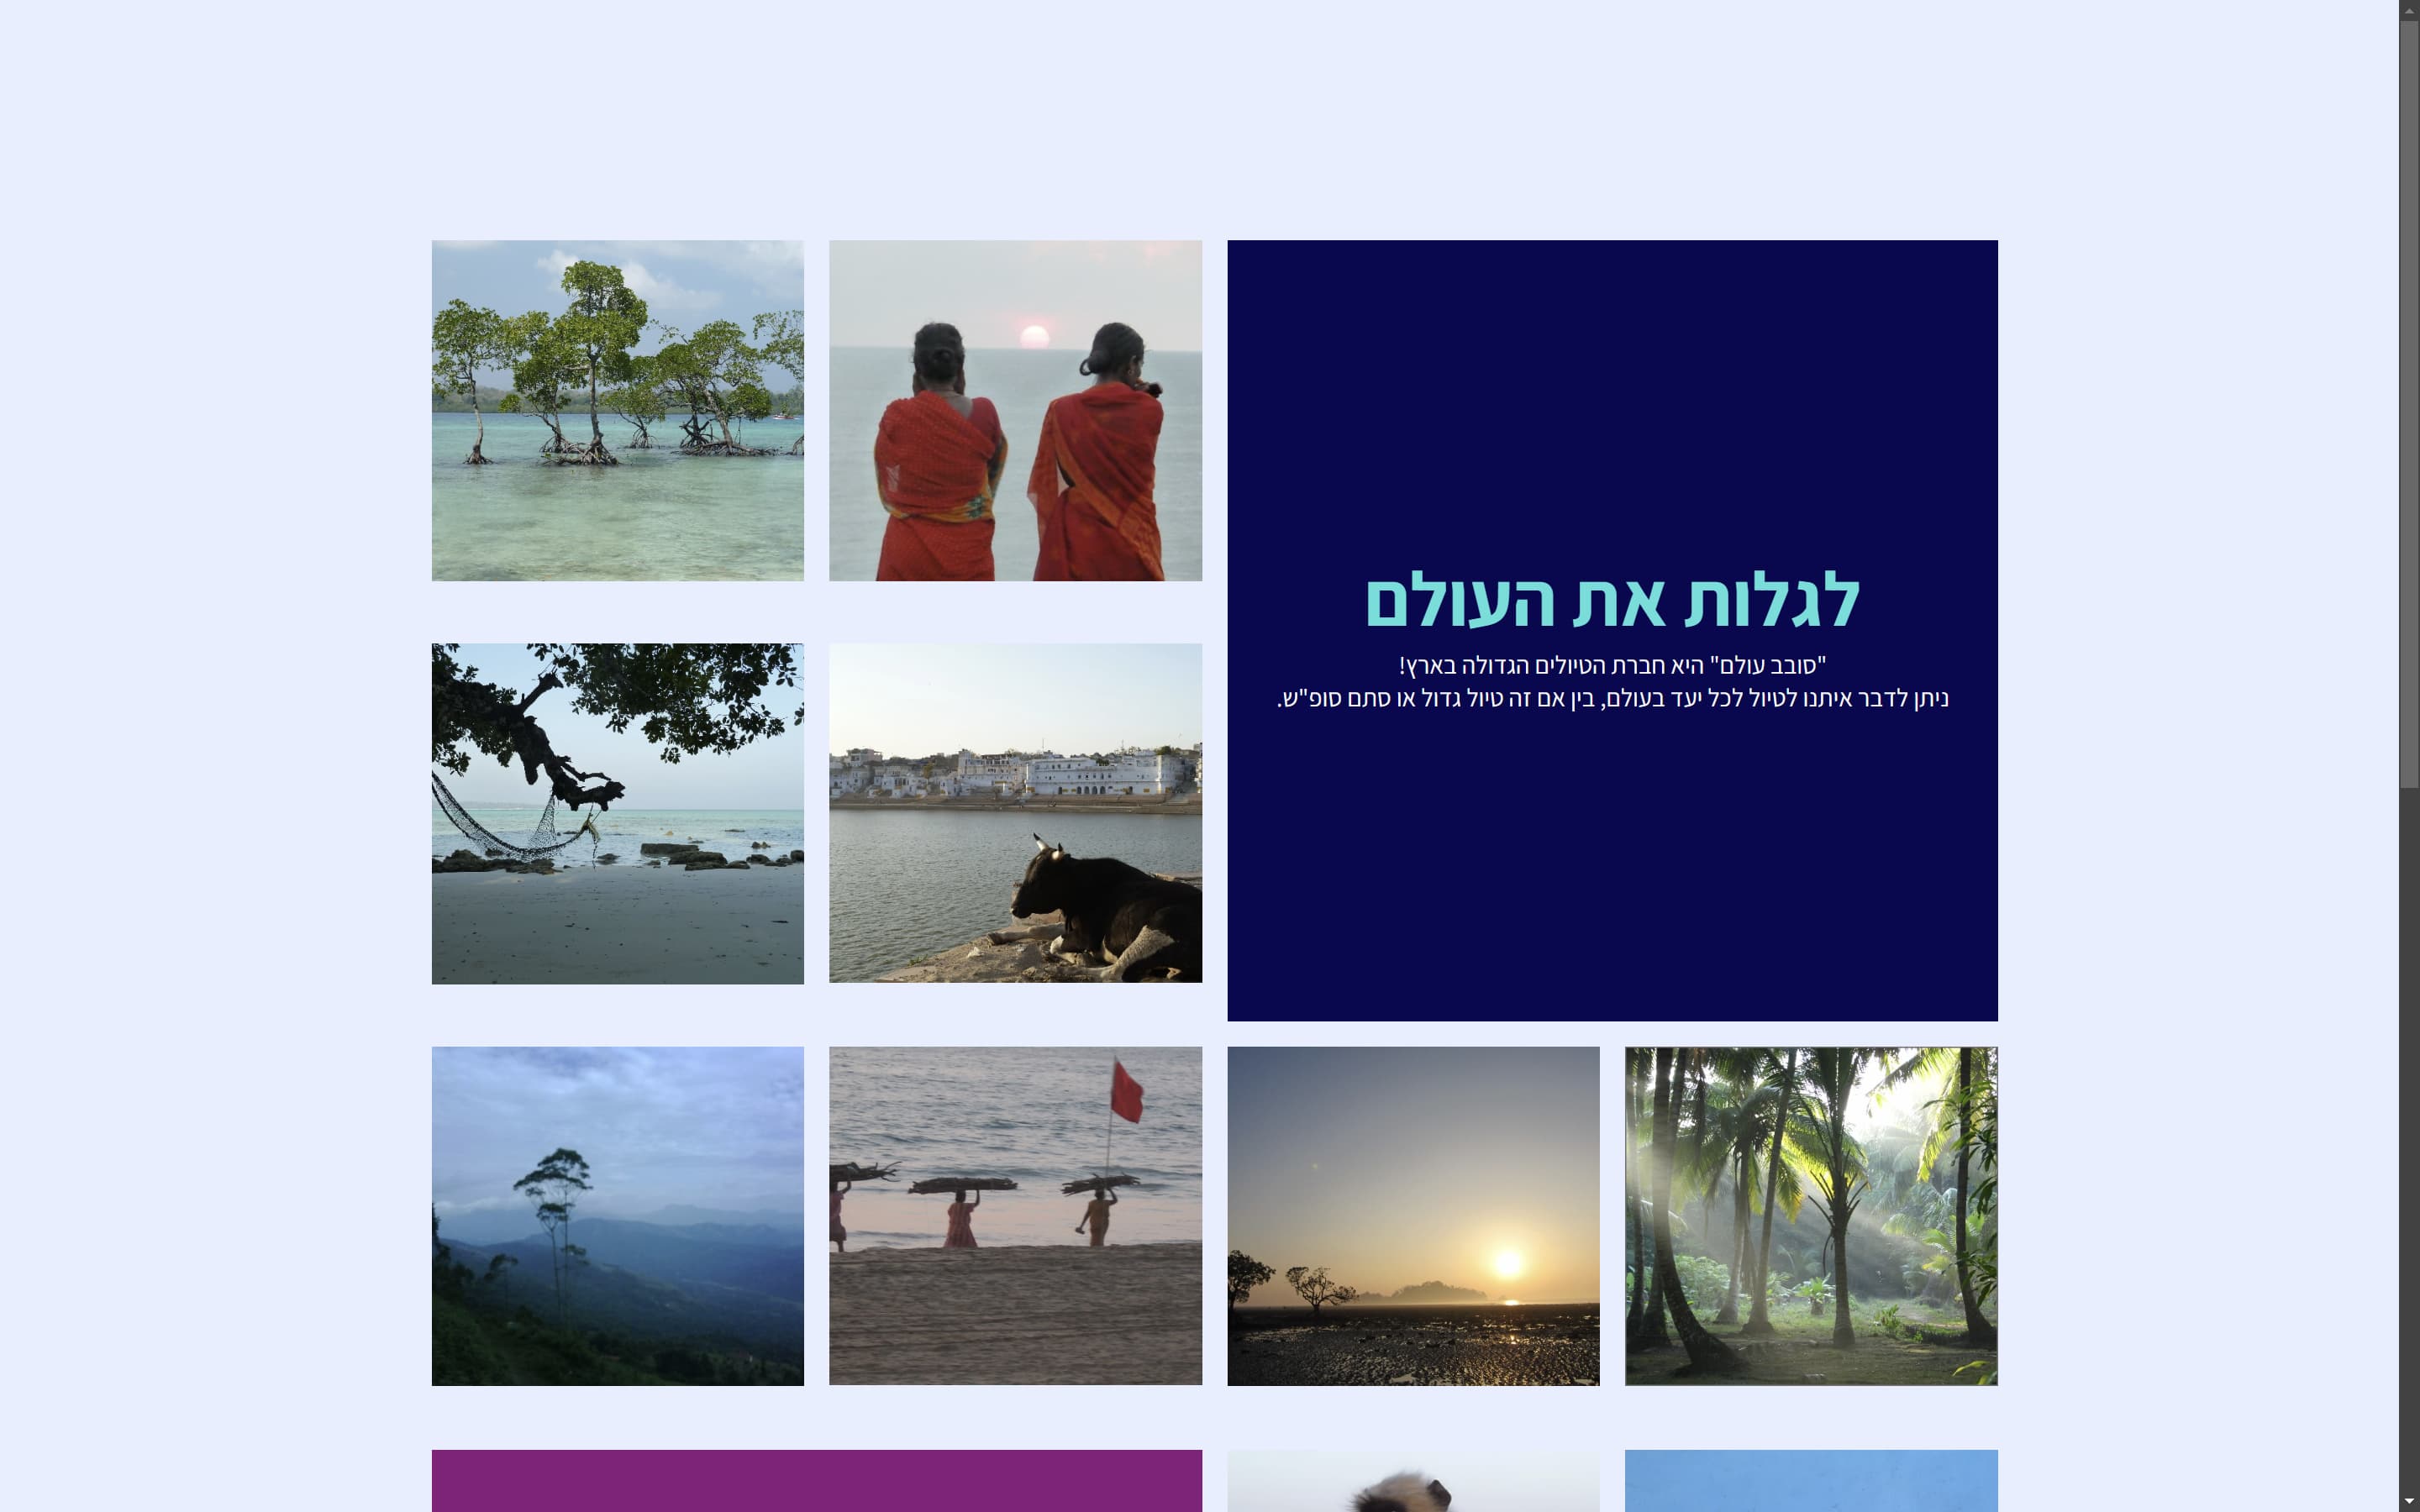 לגלות את העולם
"סובב עולם" היא חברת הטיולים הגדולה בארץ!
ניתן לדבר איתנו לטיול לכל יעד בעולם, בין אם זה טיול גדול או סתם סופ"ש.